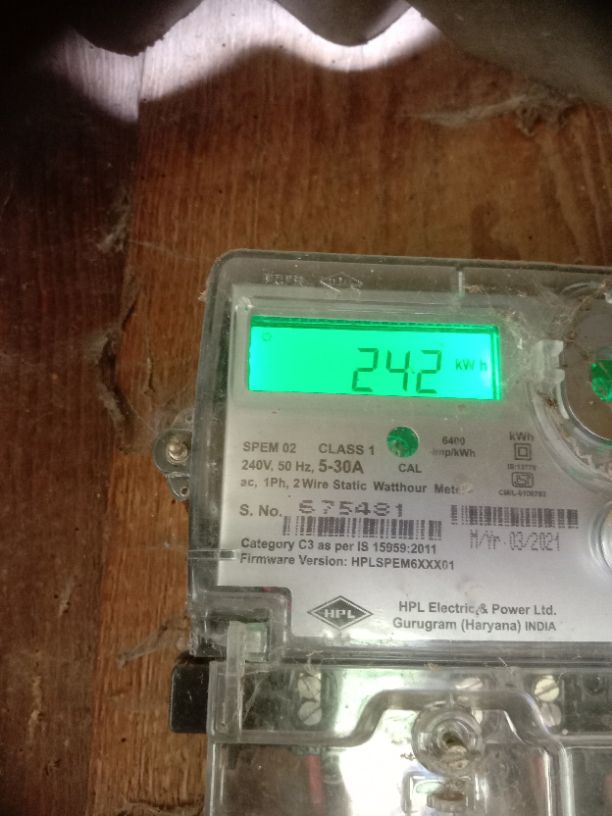 242 kWh
SPEM 02 CLASS 1 6400 imp/kWh kWh
240V, 50 Hz, 5-30A CAL
ac, 1Ph, 2 Wire Static Watthour Meter
S. No. 675481
M/Yr 03/2021
Category C3 as per IS 15959:2011
Firmware Version: HPLSPEM6XXX01
HPL
HPL Electric & Power Ltd.
Gurugram (Haryana) INDIA